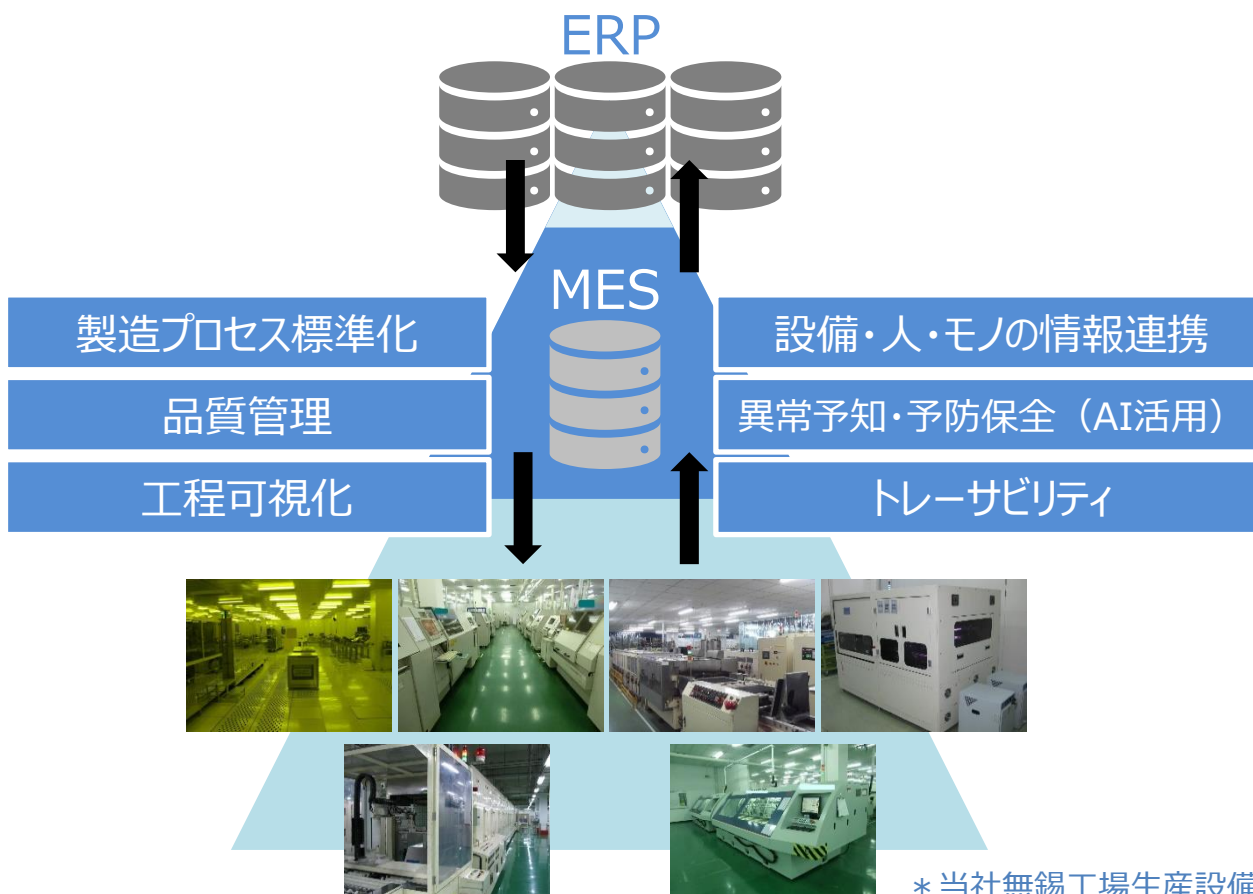 ERP
MES
製造プロセス標準化
品質管理
工程可視化
設備・人・モノの情報連携
異常予知・予防保全（AI活用）
トレーサビリティ
＊当社無錫工場生産設備